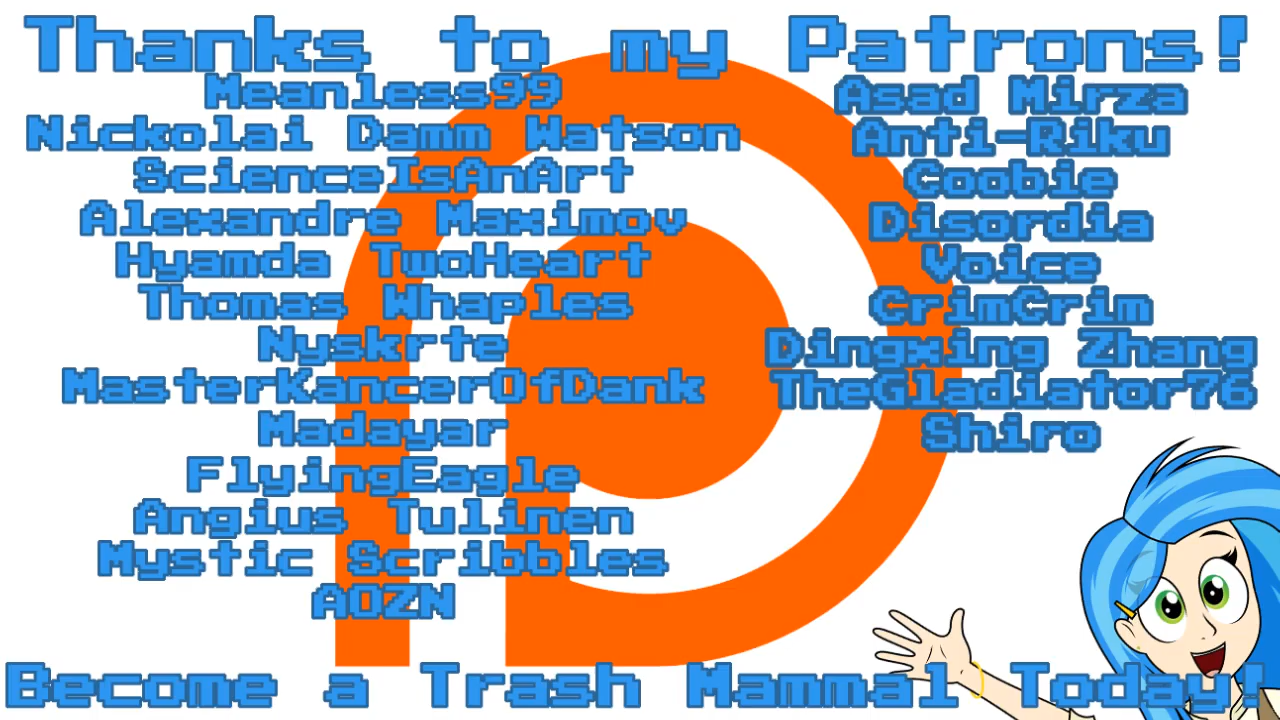 Thanks to my Patrons!
Meanless99
Nickolai Damm Watson
ScienceIsAnArt
Alexandre Maximov
Hyamda TwoHeart
Thomas Whaples
Nyskrte
MasterKancerOfDank
Madayar
FlyingEagle
Angius Tulinen
Mystic Scribbles
AOZN
Asad Mirza
Anti-Riku
Coobie
Disordia
Voice
CrimCrim
Dingxing Zhang
TheGladiator76
Shiro
Become a Trash Mammal Today!